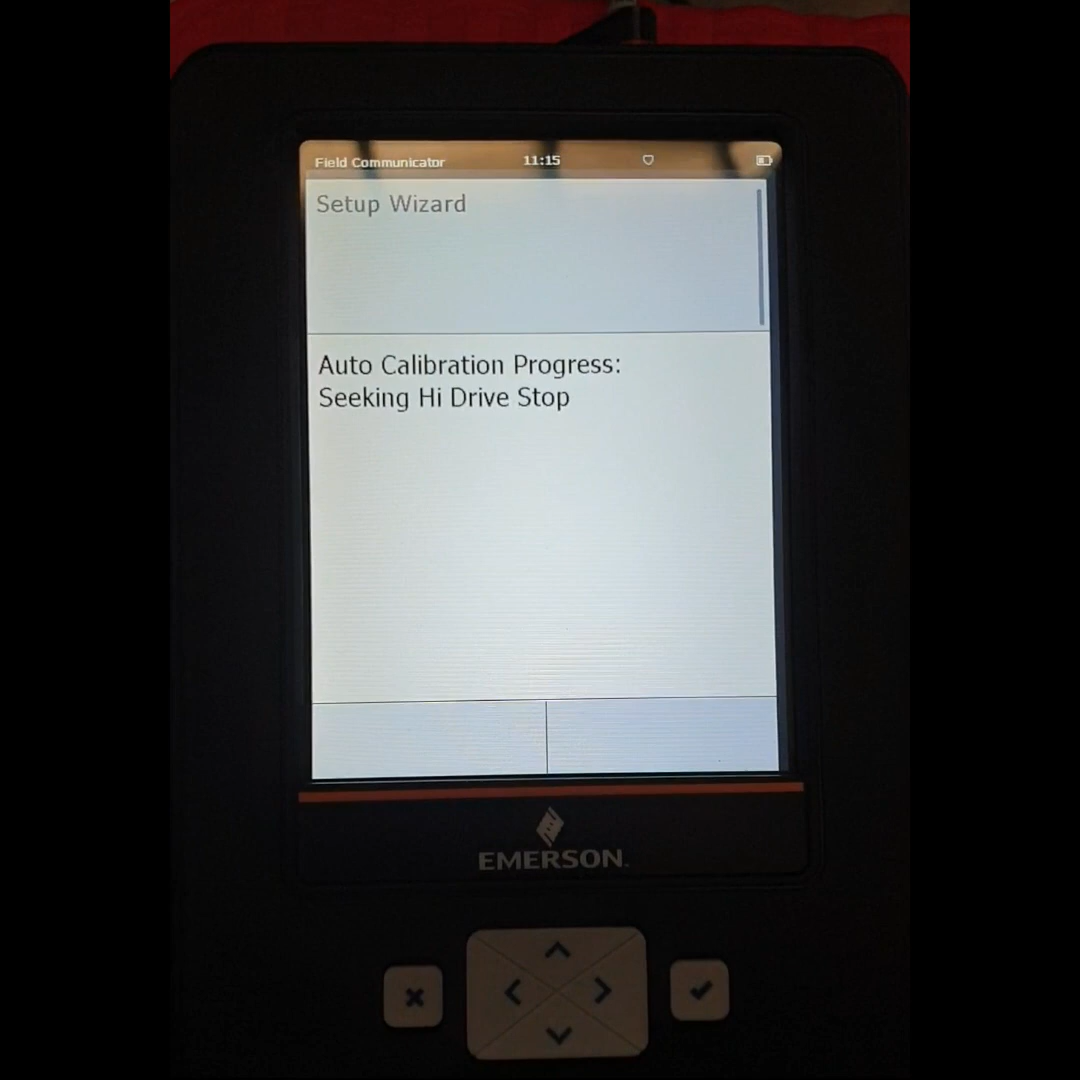 Field Communicator 11:15
Setup Wizard
Auto Calibration Progress:
Seeking Hi Drive Stop
EMERSON